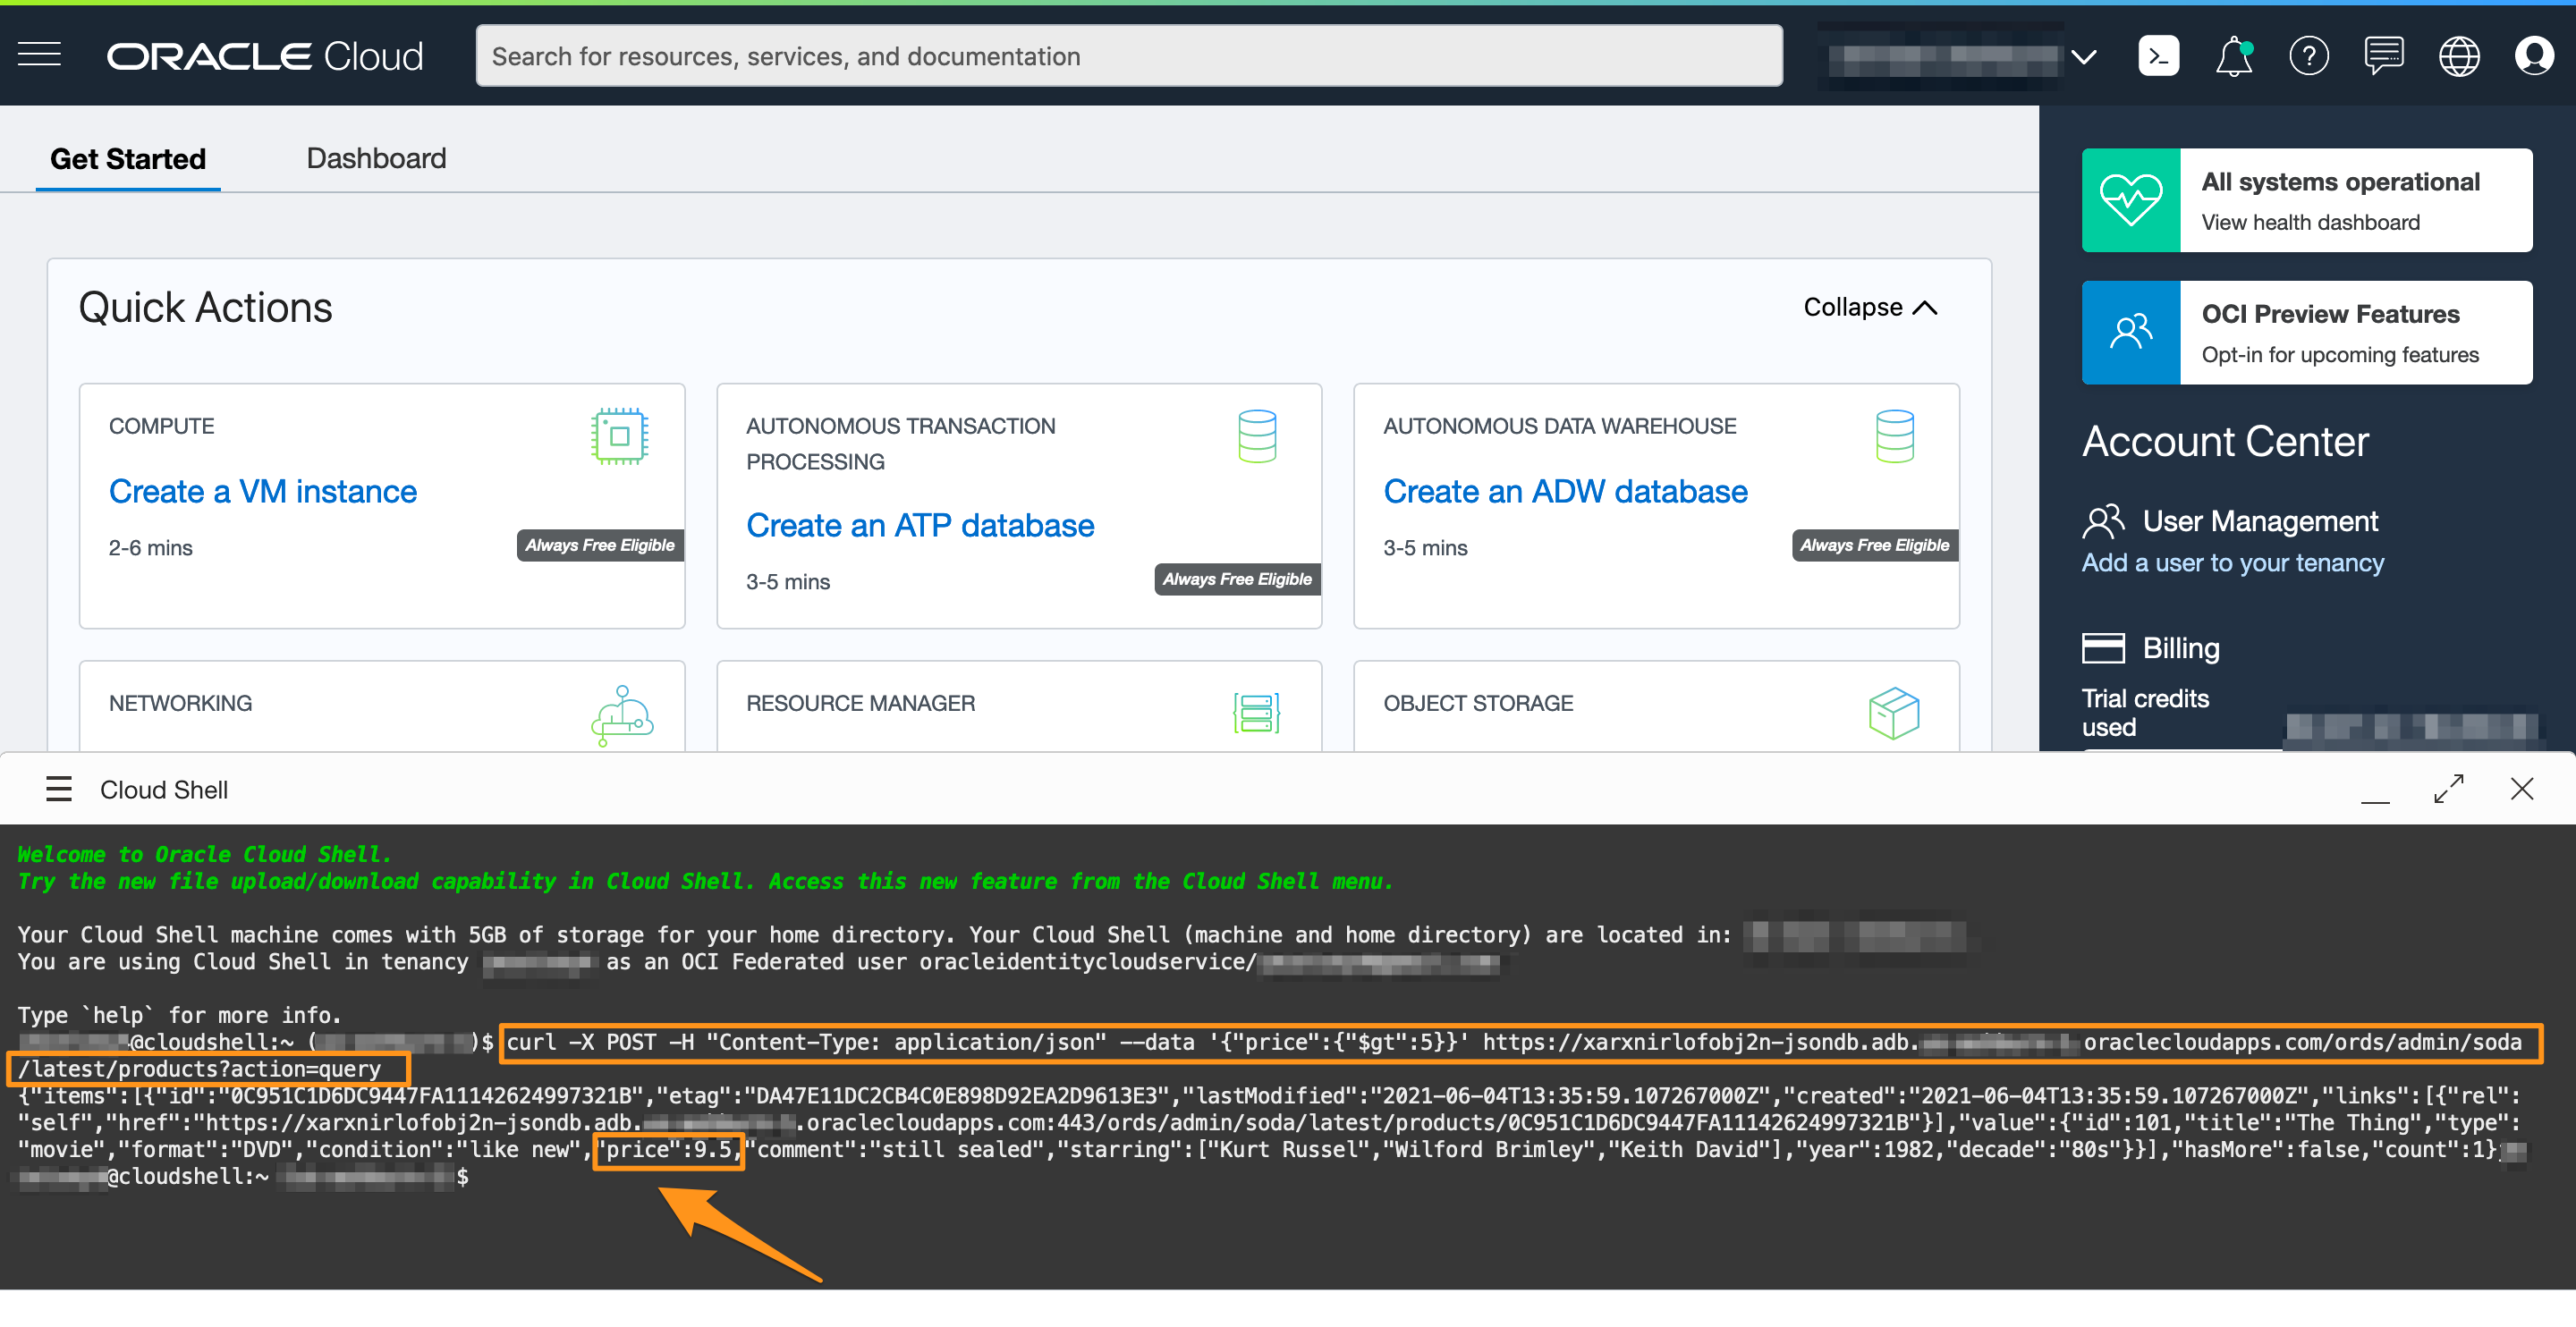 ORACLE Cloud
Search for resources, services, and documentation
Get Started
Dashboard
All systems operational
View health dashboard
OCI Preview Features
Opt-in for upcoming features
Quick Actions
Collapse
COMPUTE
Create a VM instance
2-6 mins
Always Free Eligible
AUTONOMOUS TRANSACTION
PROCESSING
Create an ATP database
3-5 mins
Always Free Eligible
AUTONOMOUS DATA WAREHOUSE
Create an ADW database
3-5 mins
Always Free Eligible
Account Center
User Management
Add a user to your tenancy
Billing
Trial credits
used
NETWORKING
RESOURCE MANAGER
OBJECT STORAGE
Cloud Shell
Welcome to Oracle Cloud Shell.
Try the new file upload/download capability in Cloud Shell. Access this new feature from the Cloud Shell menu.
Your Cloud Shell machine comes with 5GB of storage for your home directory. Your Cloud Shell (machine and home directory) are located in:
You are using Cloud Shell in tenancy as an OCI Federated user oracleidentitycloudservice/
Type `help` for more info.
@cloudshell:~ ( )$ curl -X POST -H "Content-Type: application/json" --data '{"price":{"$gt":5}}' https://xarxnirlofobj2n-jsondb.adb. oraclecloudapps.com/ords/admin/soda
/latest/products?action=query
{"items":[{"id":"0C951C1D6DC9447FA11142624997321B","etag":"DA47E11DC2CB4C0E898D92EA2D9613E3","lastModified":"2021-06-04T13:35:59.107267000Z","created":"2021-06-04T13:35:59.107267000Z","links":[{"rel":
"self","href":"https://xarxnirlofobj2n-jsondb.adb. .oraclecloudapps.com:443/ords/admin/soda/latest/products/0C951C1D6DC9447FA11142624997321B"}],"value":{"id":101,"title":"The Thing","type":
"movie","format":"DVD","condition":"like new","price":9.5,"comment":"still sealed","starring":["Kurt Russel","Wilford Brimley","Keith David"],"year":1982,"decade":"80s"}}],"hasMore":false,"count":1}
@cloudshell:~ $